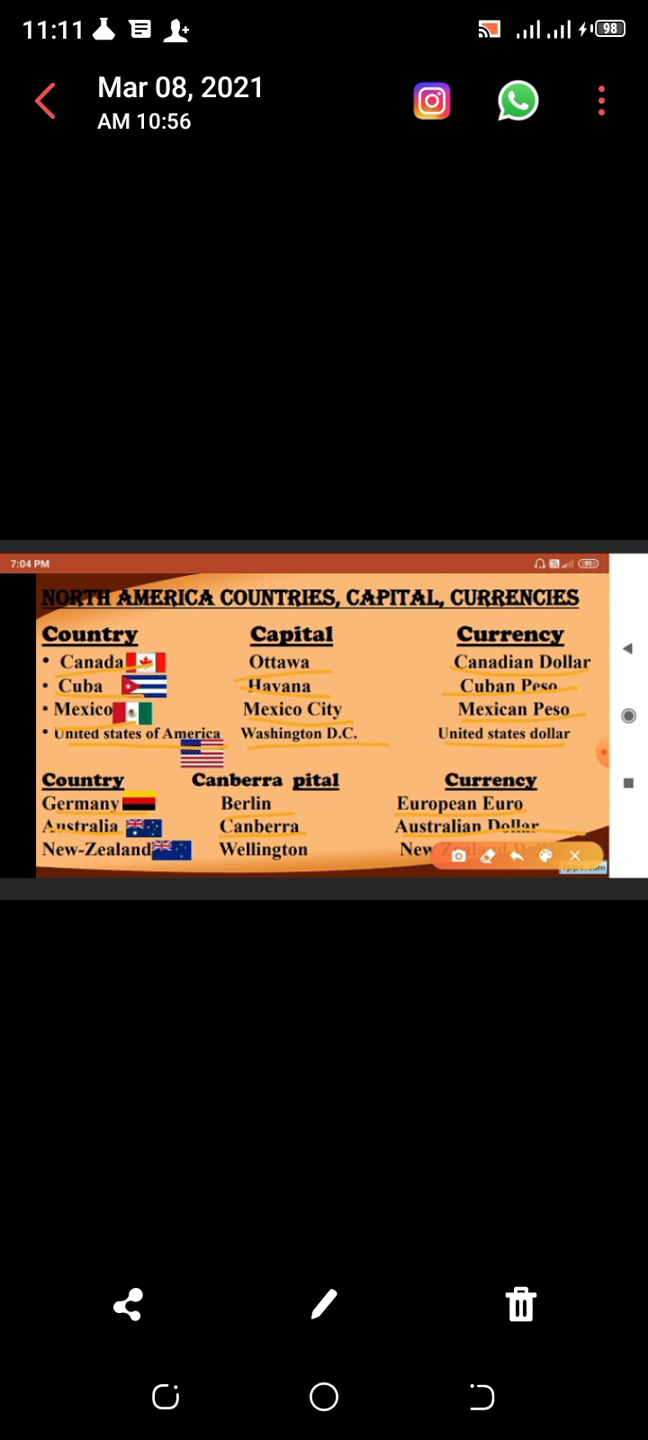 11:11
98
Mar 08, 2021
AM 10:56
7:04 PM
NORTH AMERICA COUNTRIES, CAPITAL, CURRENCIES
Country Capital Currency
• Canada Ottawa Canadian Dollar
• Cuba Havana Cuban Peso
• Mexico Mexico City Mexican Peso
• United states of America Washington D.C. United states dollar
Country Canberra pital Currency
Germany Berlin European Euro
Australia Canberra Australian Dollar
New-Zealand Wellington New